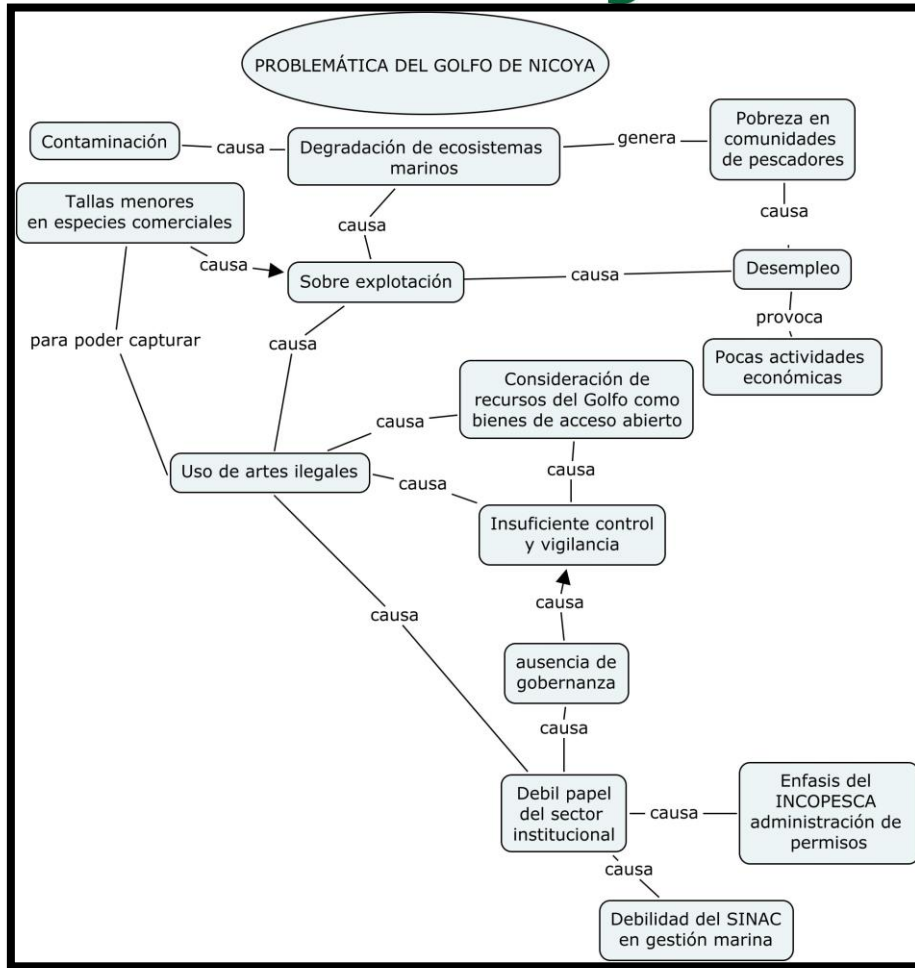 PROBLEMÁTICA DEL GOLFO DE NICOYA
Contaminación
causa
Degradación de ecosistemas
marinos
genera
Pobreza en
comunidades
de pescadores
Tallas menores
en especies comerciales
causa
causa
causa
Sobre explotación
causa
Desempleo
para poder capturar
causa
provoca
Pocas actividades
económicas
Consideración de
recursos del Golfo como
bienes de acceso abierto
causa
Uso de artes ilegales
causa
causa
Insuficiente control
y vigilancia
causa
causa
ausencia de
gobernanza
causa
Debil papel
del sector
institucional
causa
Enfasis del
INCOPESCA
administración de
permisos
causa
Debilidad del SINAC
en gestión marina